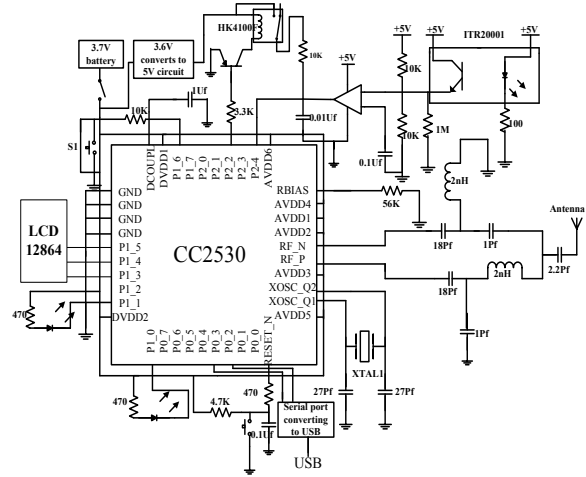 3.7V
battery
3.6V
converts to
5V circuit
HK4100F
10K
+5V
+5V
+5V
ITR20001
+5V
10K
1Uf
3.3K
0.01Uf
10K
10K
1M
100
0.1Uf
S1
DCOUPL
DVDD1
P1_6
P1_7
P2_0
P2_1
P2_2
P2_3
P2-4
AVDD6
GND
GND
GND
GND
P1_5
P1_4
P1_3
P1_2
P1_1
DVDD2
LCD
12864
CC2530
RBIAS
AVDD4
AVDD1
AVDD2
RF_N
RF_P
AVDD3
XOSC_Q2
XOSC_Q1
AVDD5
P1_0
P0_7
P0_6
P0_5
P0_4
P0_3
P0_2
P0_1
P0_0
RESET_N
56K
2nH
18Pf
1Pf
Antenna
2.2Pf
18Pf
2nH
1Pf
XTAL1
27Pf
27Pf
470
470
4.7K
470
0.1Uf
Serial port
converting
to USB
USB